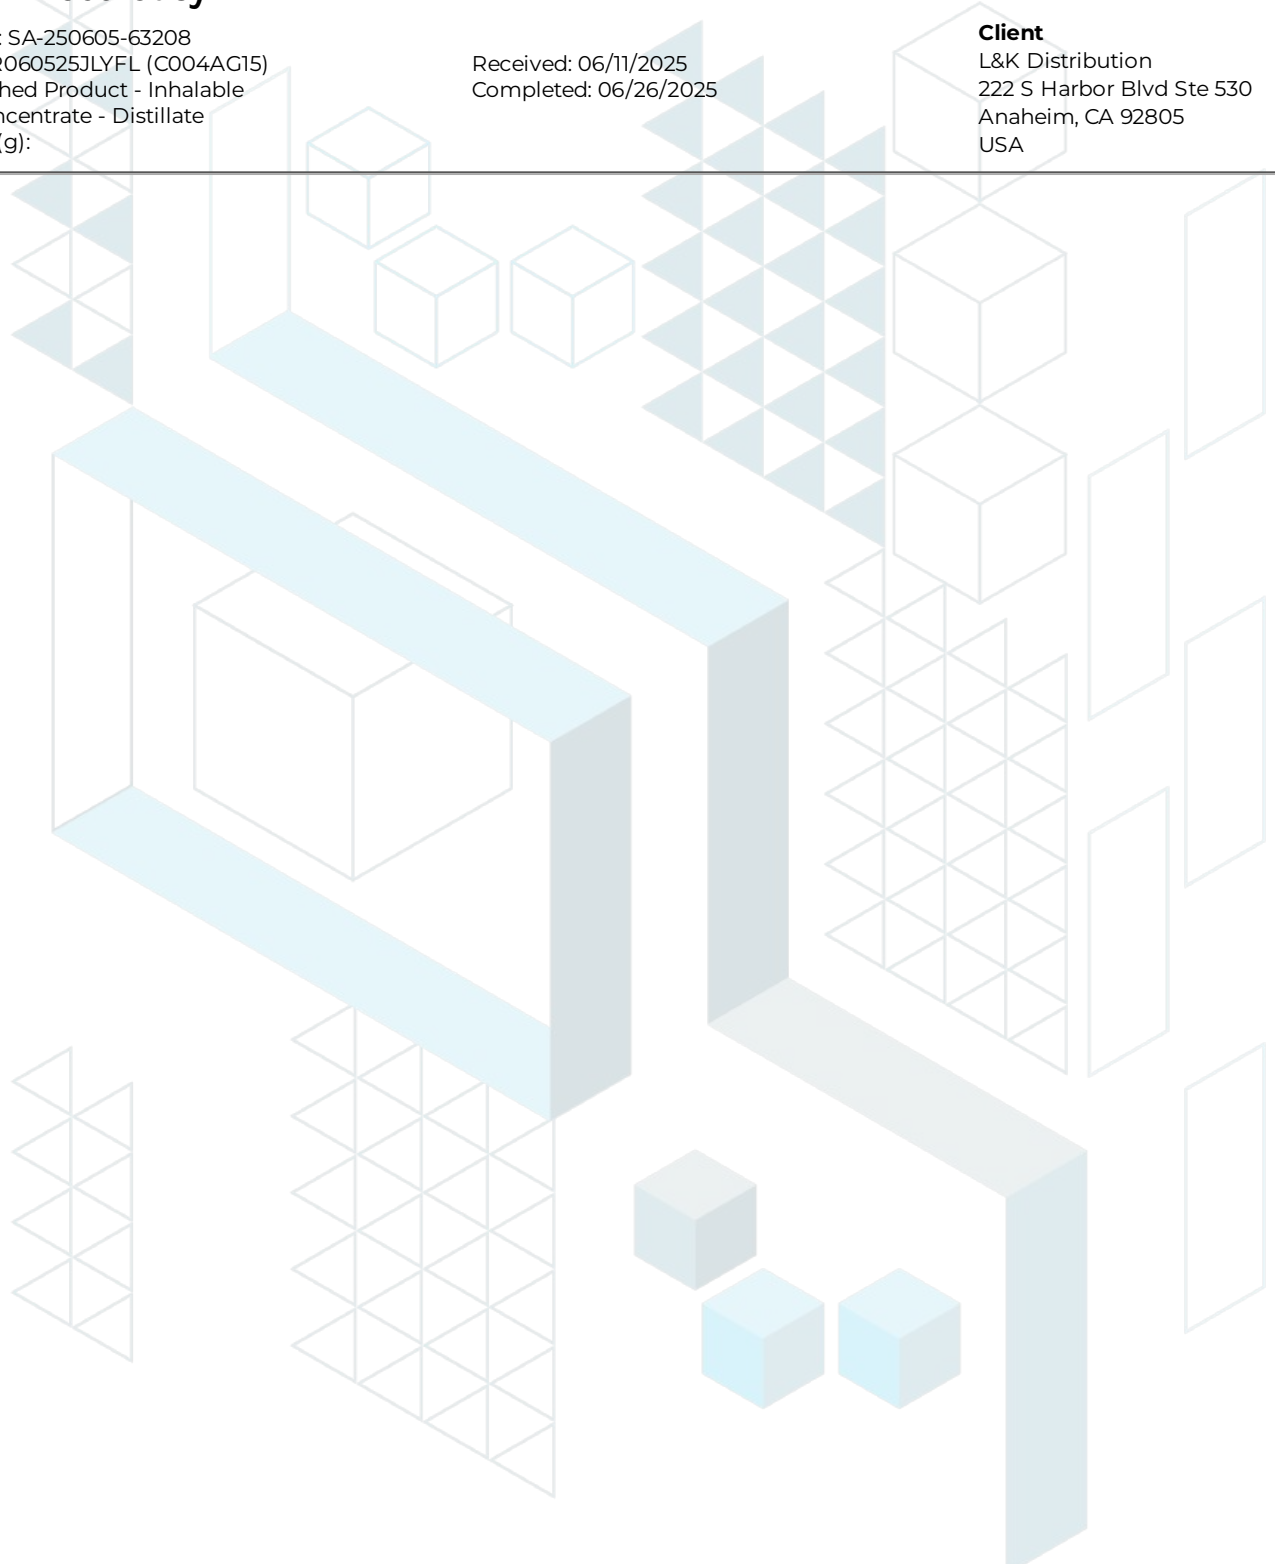 : SA-250605-63208
R060525JLYFL (C004AG15)
hed Product - Inhalable
ncentrate - Distillate
(g):
Received: 06/11/2025
Completed: 06/26/2025
Client
L&K Distribution
222 S Harbor Blvd Ste 530
Anaheim, CA 92805
USA